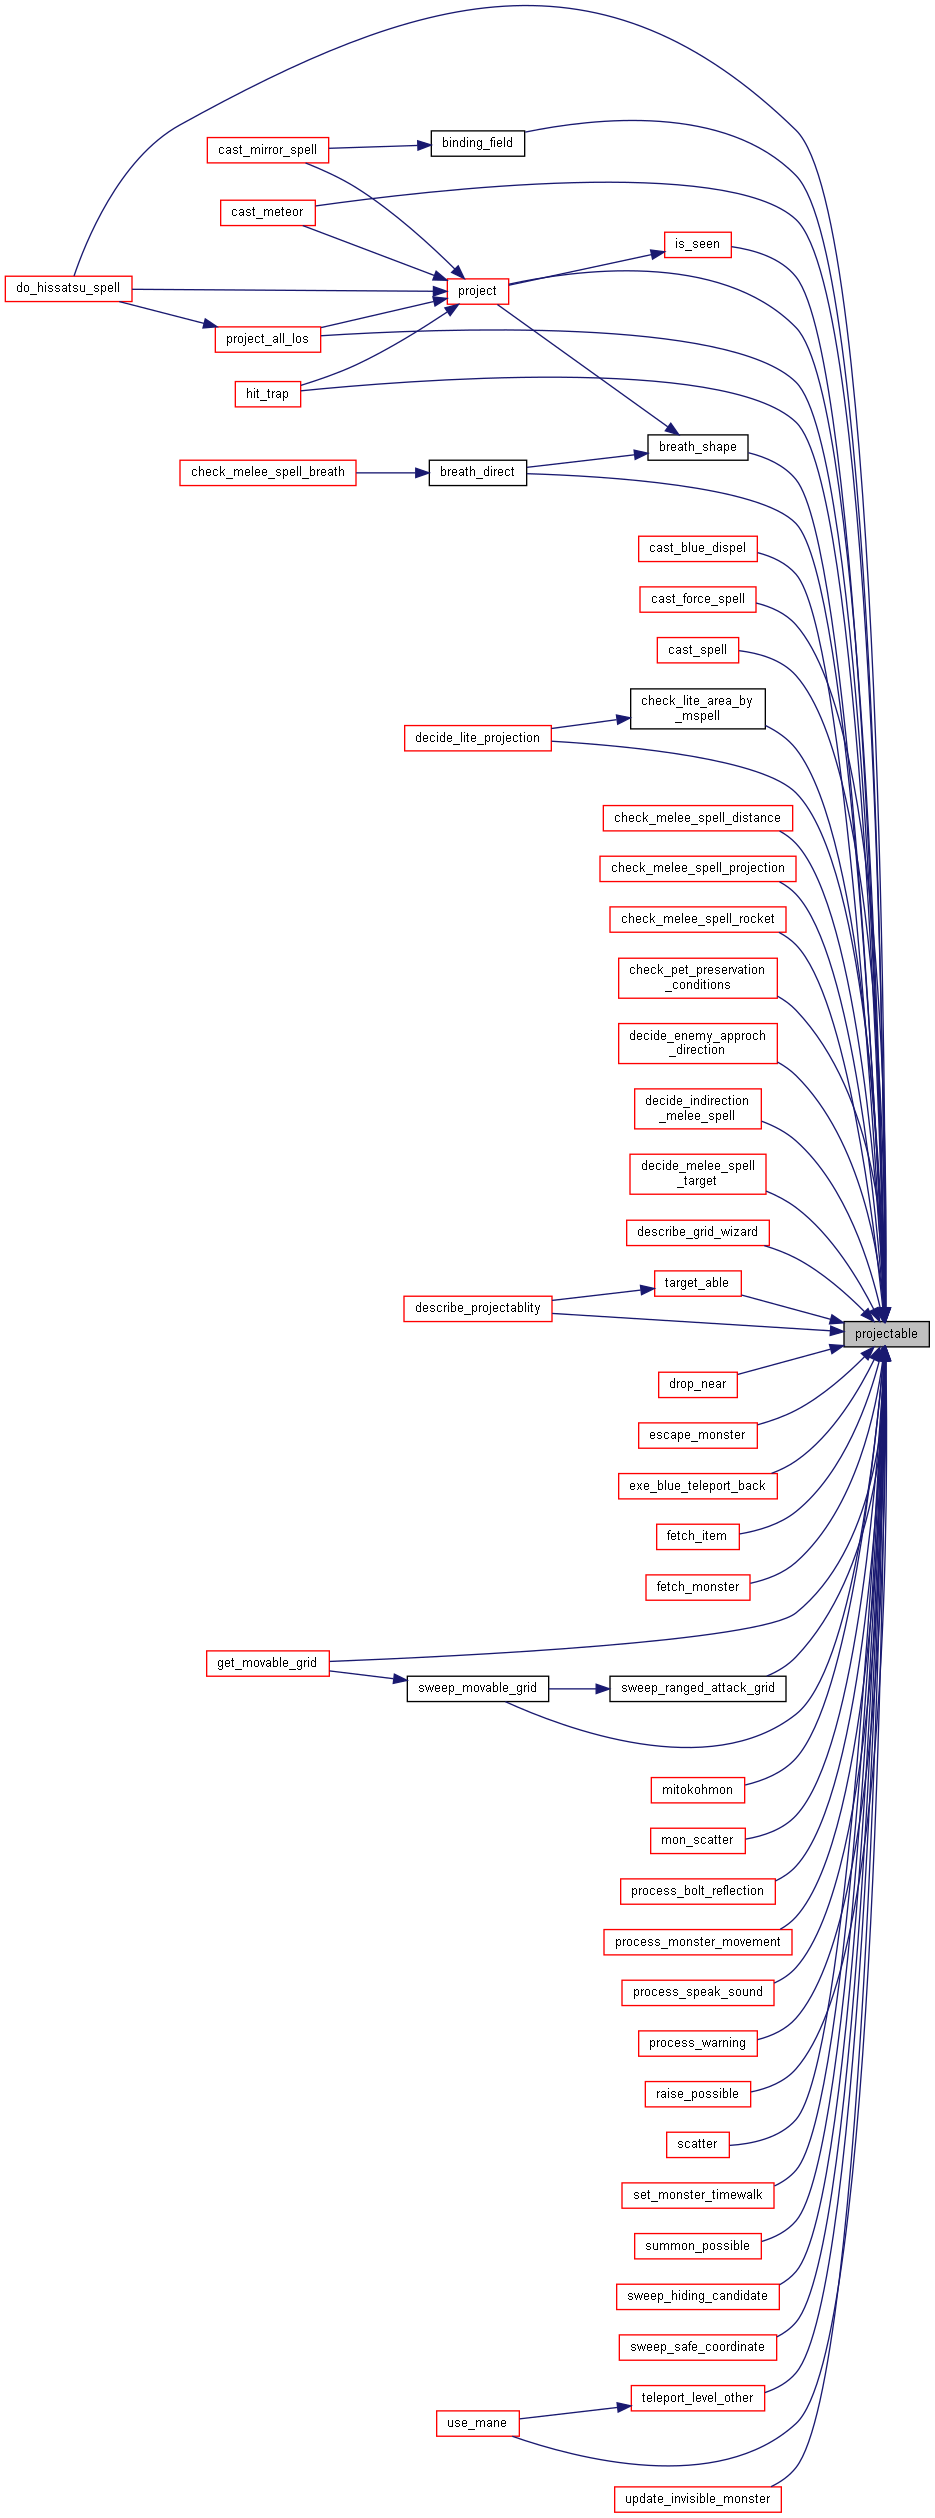 binding_field
cast_mirror_spell
cast_meteor
is_seen
do_hissatsu_spell
project
project_all_los
hit_trap
breath_shape
check_melee_spell_breath
breath_direct
cast_blue_dispel
cast_force_spell
cast_spell
check_lite_area_by
_mspell
decide_lite_projection
check_melee_spell_distance
check_melee_spell_projection
check_melee_spell_rocket
check_pet_preservation
_conditions
decide_enemy_approch
_direction
decide_indirection
_melee_spell
decide_melee_spell
_target
describe_grid_wizard
target_able
describe_projectablity
projectable
drop_near
escape_monster
exe_blue_teleport_back
fetch_item
fetch_monster
get_movable_grid
sweep_movable_grid
sweep_ranged_attack_grid
mitokohmon
mon_scatter
process_bolt_reflection
process_monster_movement
process_speak_sound
process_warning
raise_possible
scatter
set_monster_timewalk
summon_possible
sweep_hiding_candidate
sweep_safe_coordinate
teleport_level_other
use_mane
update_invisible_monster